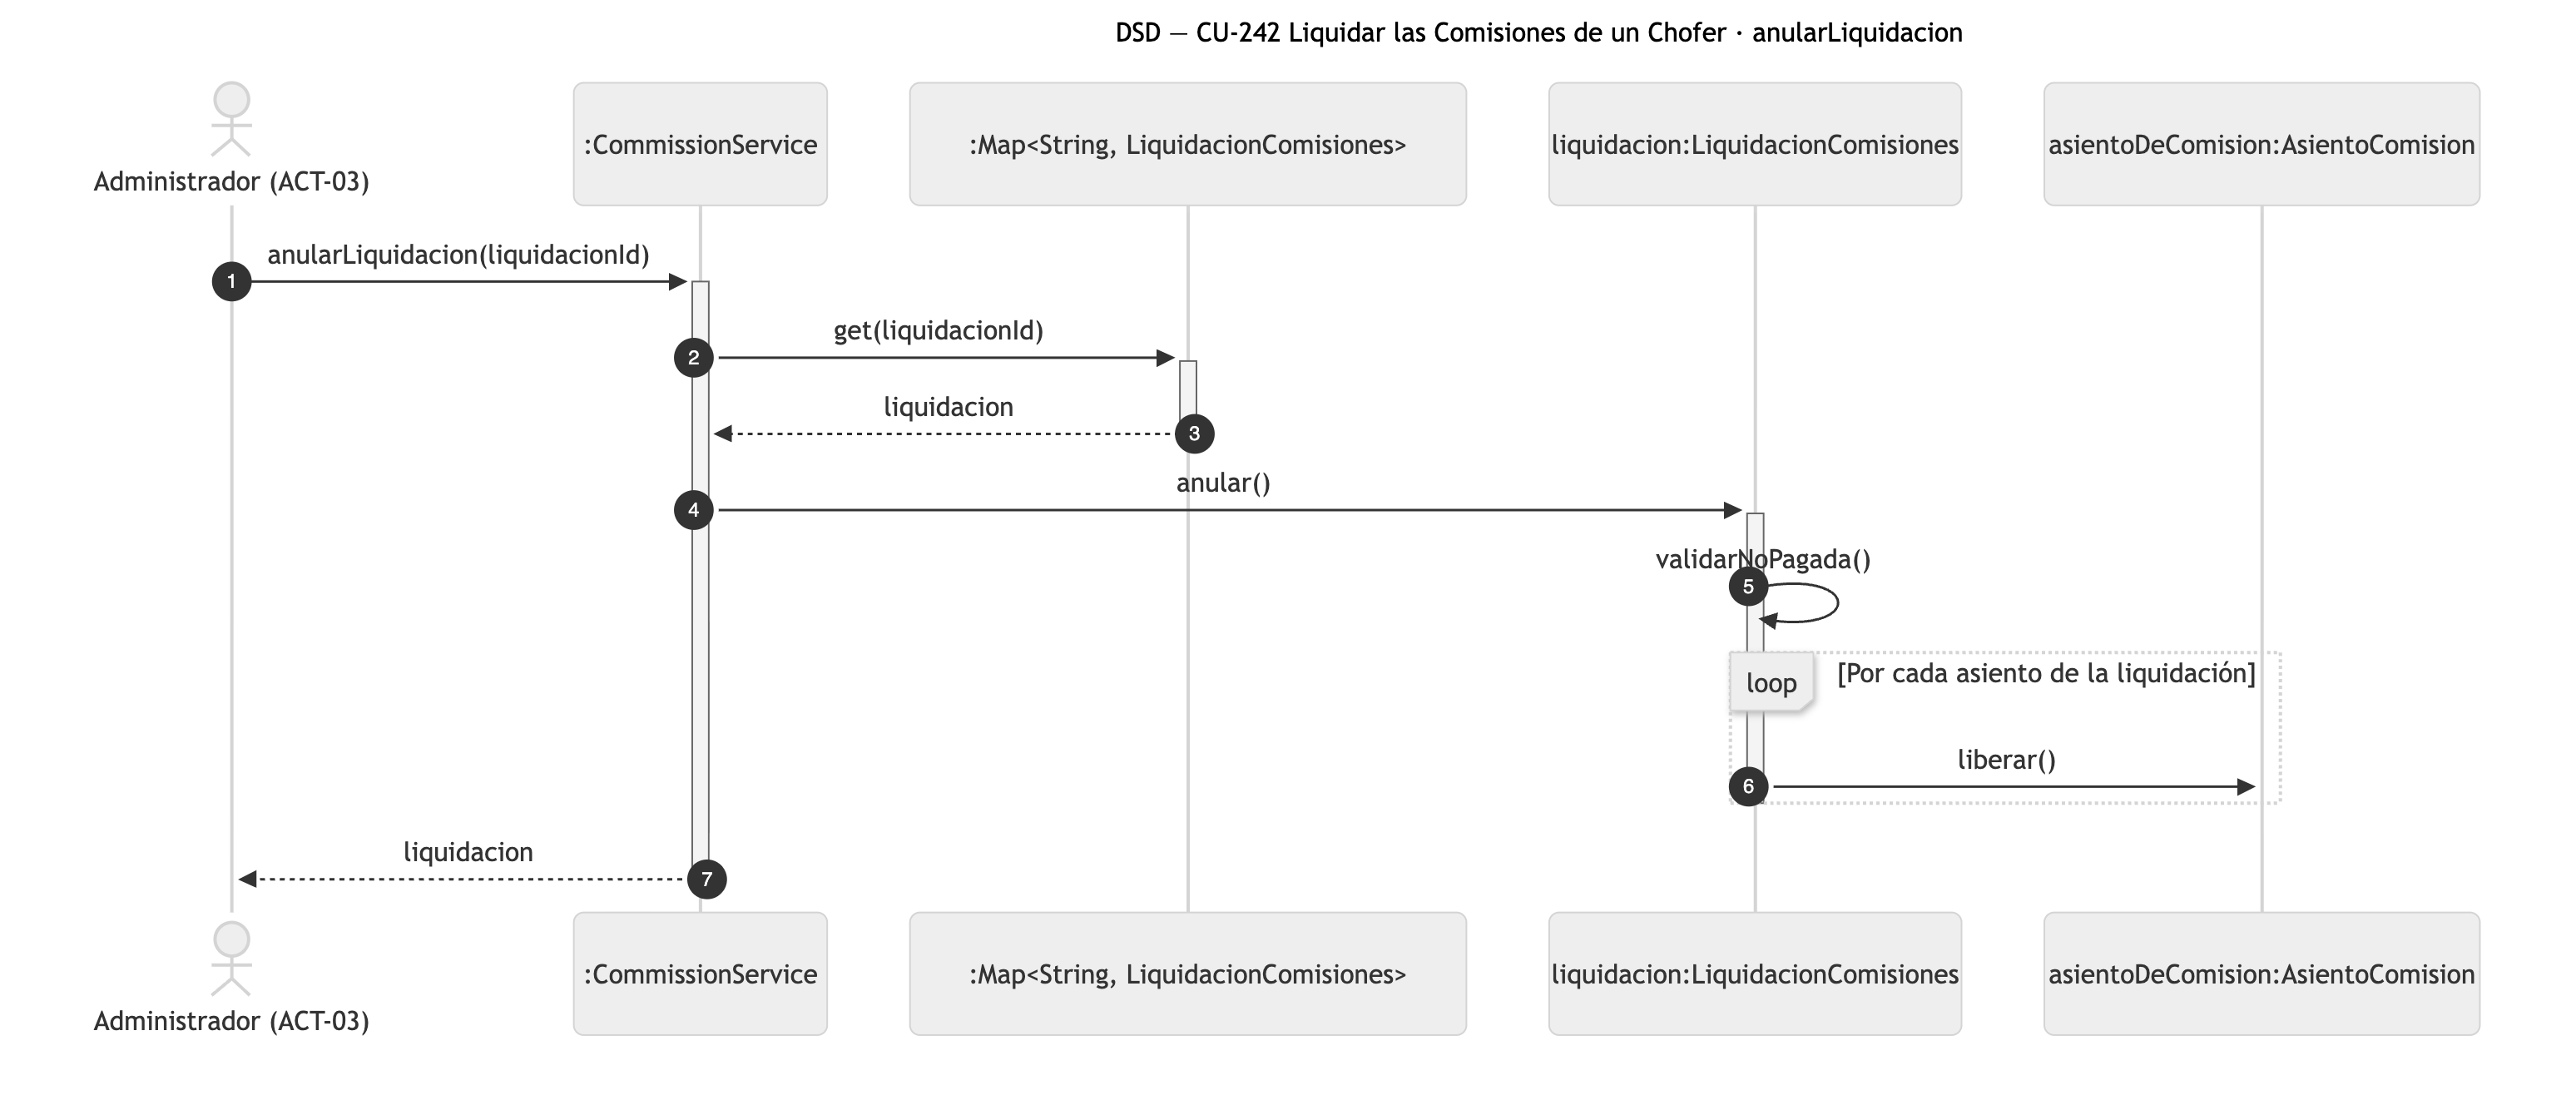 DSD — CU-242 Liquidar las Comisiones de un Chofer · anularLiquidacion
Administrador (ACT-03)
:CommissionService
:Map<String, LiquidacionComisiones>
liquidacion:LiquidacionComisiones
asientoDeComision:AsientoComision
anularLiquidacion(liquidacionId)
1
get(liquidacionId)
2
liquidacion
3
anular()
4
validarNoPagada()
5
loop
[Por cada asiento de la liquidación]
liberar()
6
liquidacion
7
Administrador (ACT-03)
:CommissionService
:Map<String, LiquidacionComisiones>
liquidacion:LiquidacionComisiones
asientoDeComision:AsientoComision